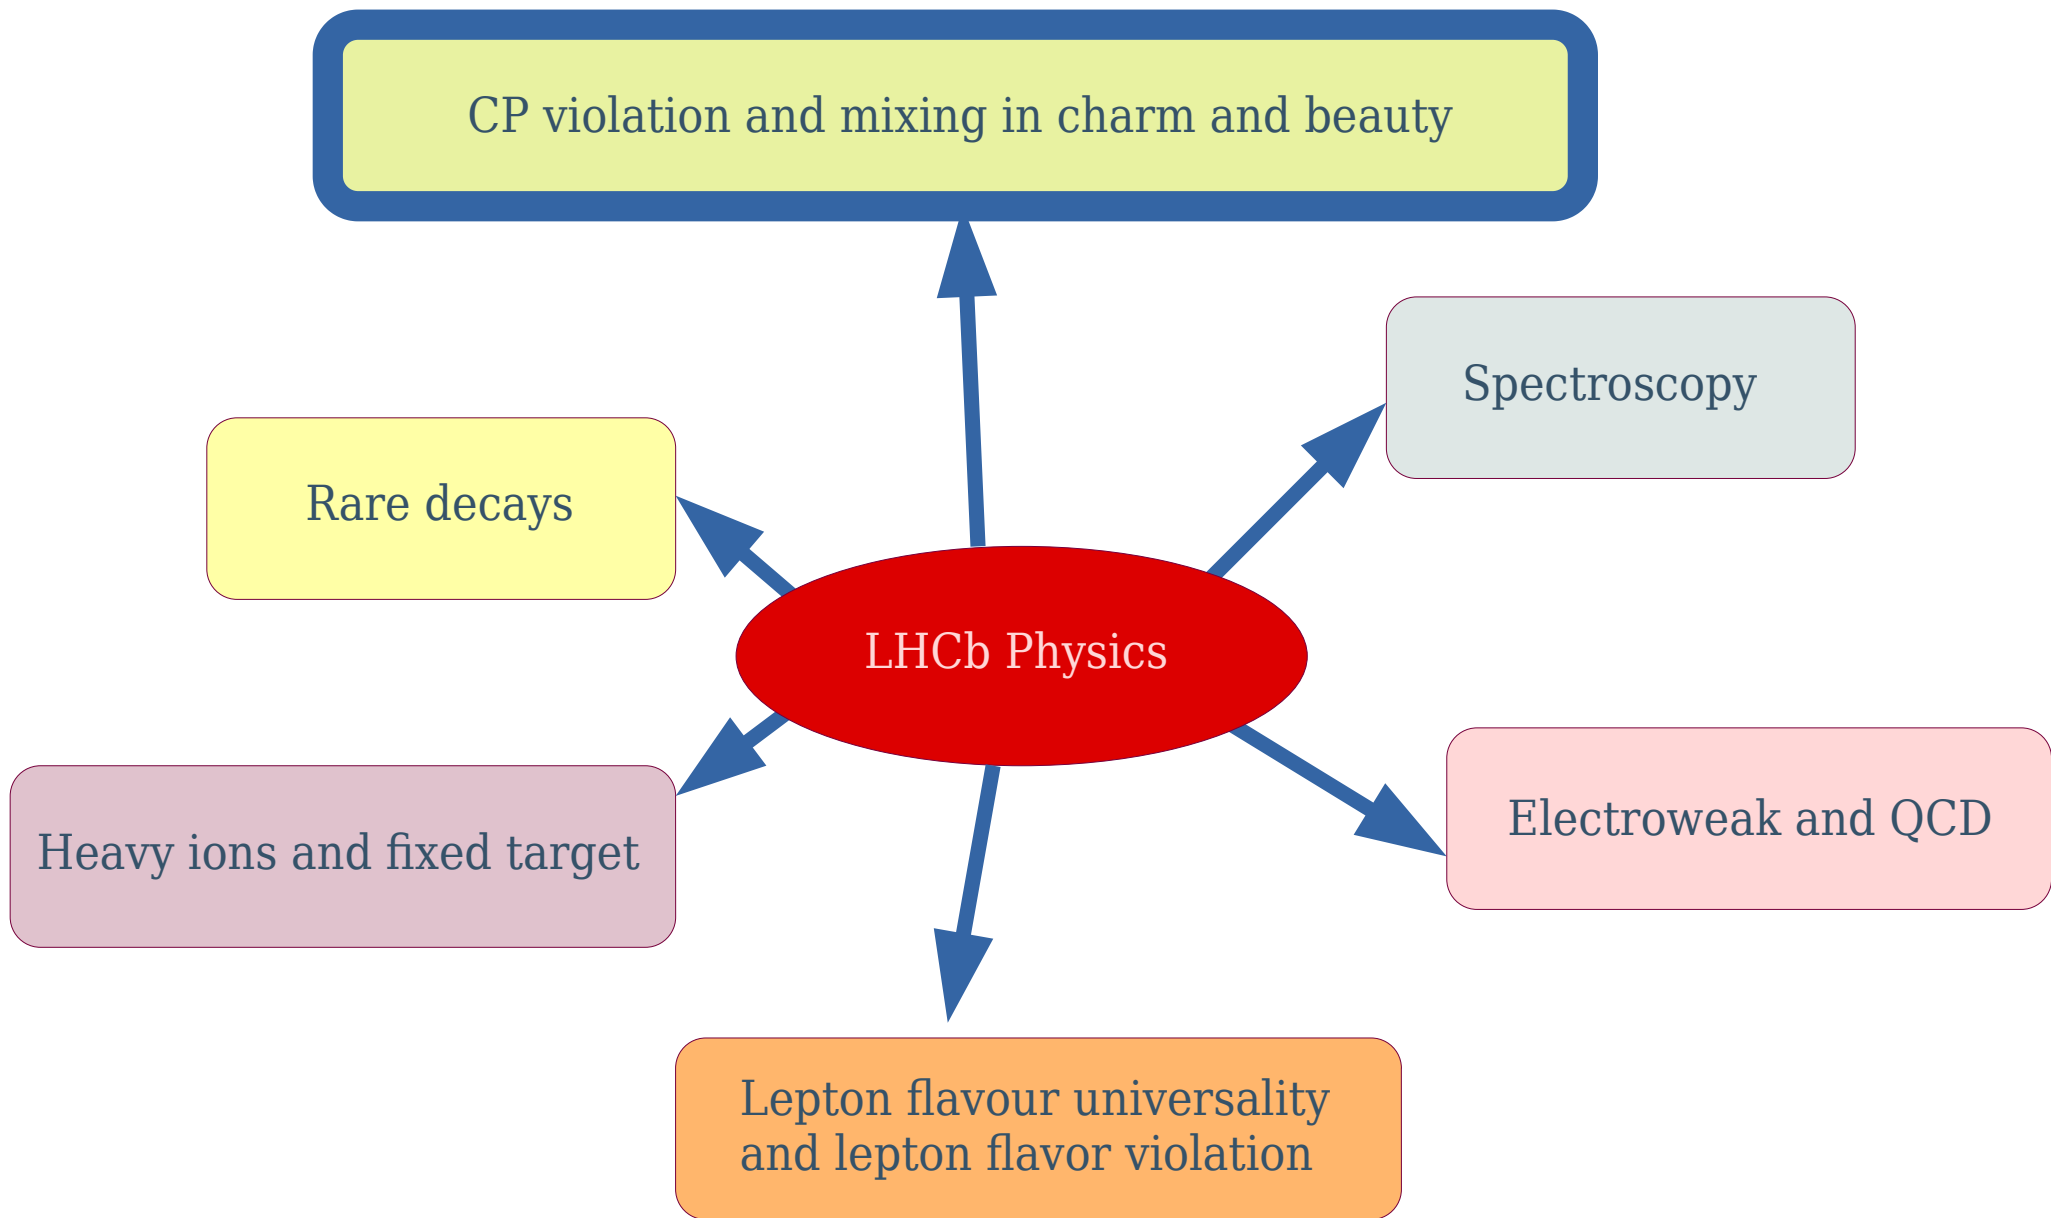 CP violation and mixing in charm and beauty
Spectroscopy
Rare decays
LHCb Physics
Electroweak and QCD
Heavy ions and fixed target
Lepton flavour universality
and lepton flavor violation